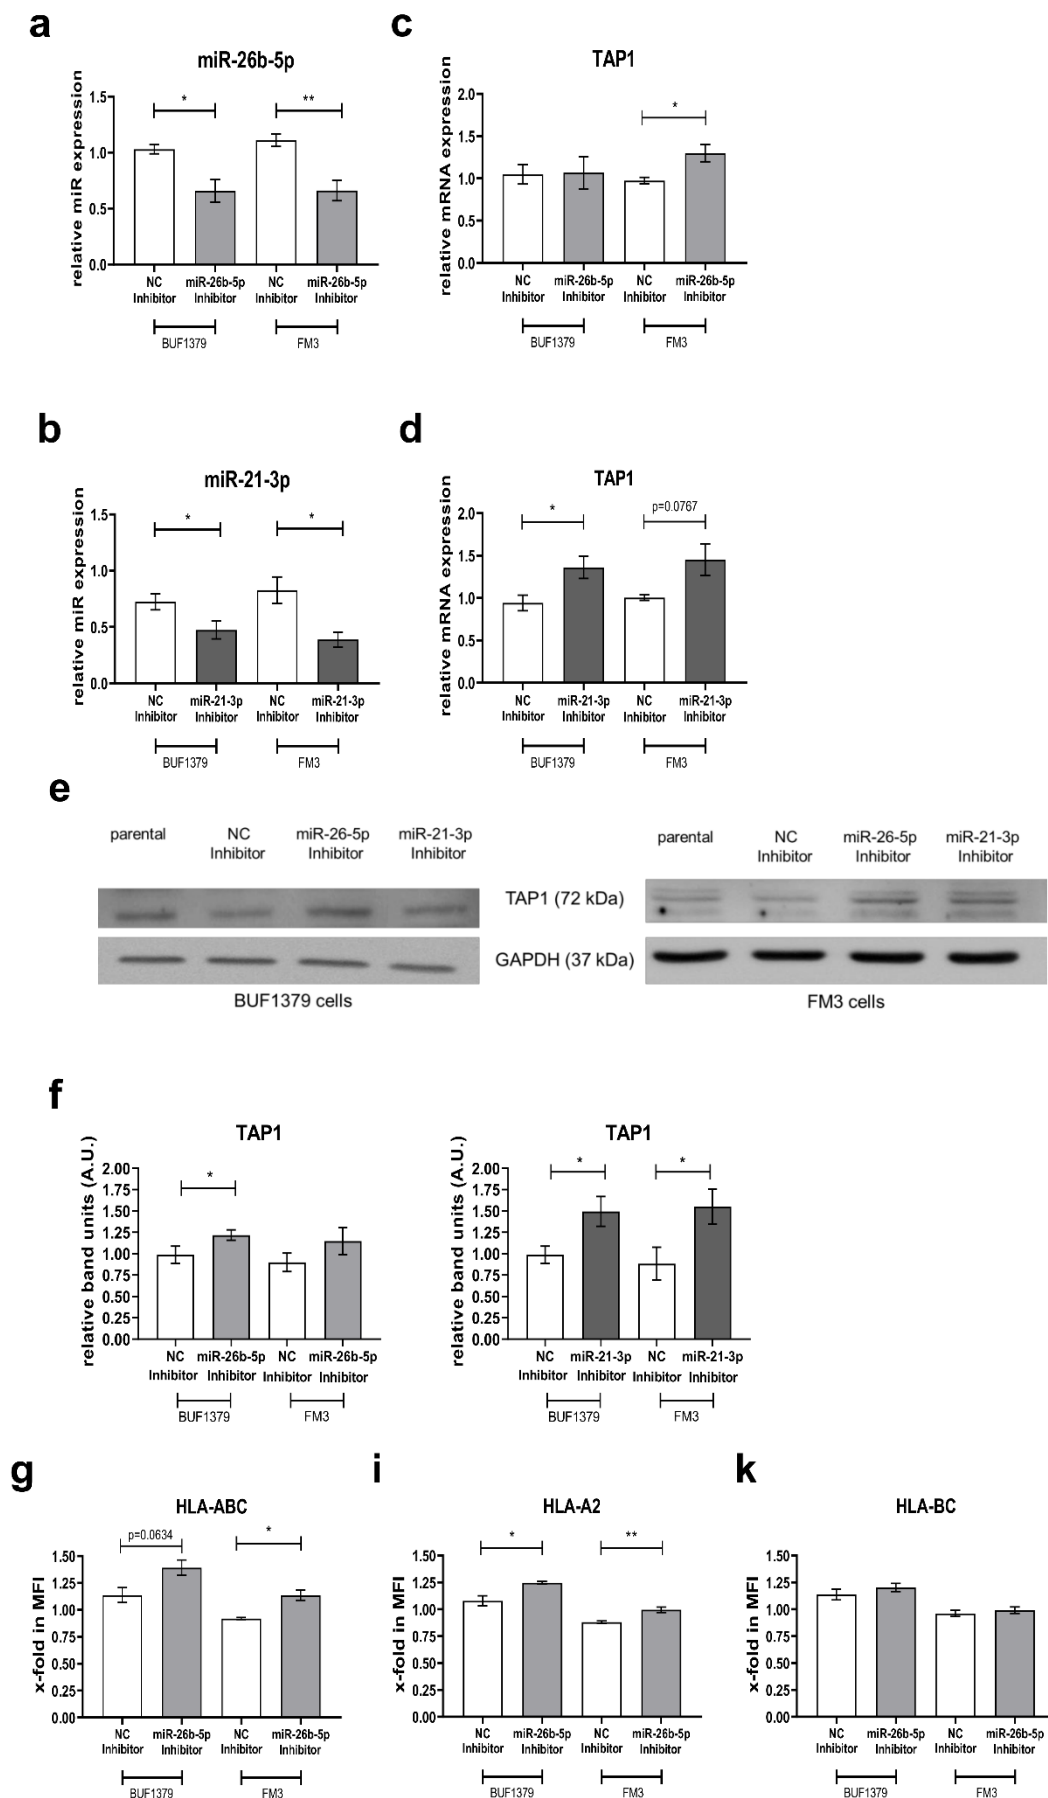 a
miR-26b-5p
relative miR expression
1.5
1.0
0.5
0.0
*
**
NC
Inhibitor
miR-26b-5p
Inhibitor
NC
Inhibitor
miR-26b-5p
Inhibitor
BUF1379
FM3
c
TAP1
relative mRNA expression
2.0
1.5
1.0
0.5
0.0
*
NC
Inhibitor
miR-26b-5p
Inhibitor
NC
Inhibitor
miR-26b-5p
Inhibitor
BUF1379
FM3
b
miR-21-3p
relative miR expression
1.5
1.0
0.5
0.0
*
*
NC
Inhibitor
miR-21-3p
Inhibitor
NC
Inhibitor
miR-21-3p
Inhibitor
BUF1379
FM3
d
TAP1
relative mRNA expression
2.0
1.5
1.0
0.5
0.0
*
p=0.0767
NC
Inhibitor
miR-21-3p
Inhibitor
NC
Inhibitor
miR-21-3p
Inhibitor
BUF1379
FM3
e
parental
NC
Inhibitor
miR-26-5p
Inhibitor
miR-21-3p
Inhibitor
parental
NC
Inhibitor
miR-26-5p
Inhibitor
miR-21-3p
Inhibitor
TAP1 (72 kDa)
GAPDH (37 kDa)
BUF1379 cells
FM3 cells
f
TAP1
relative band units (A.U.)
2.00
1.75
1.50
1.25
1.00
0.75
0.50
0.25
0.00
*
NC
Inhibitor
miR-26b-5p
Inhibitor
NC
Inhibitor
miR-26b-5p
Inhibitor
BUF1379
FM3
TAP1
relative band units (A.U.)
2.00
1.75
1.50
1.25
1.00
0.75
0.50
0.25
0.00
*
*
NC
Inhibitor
miR-21-3p
Inhibitor
NC
Inhibitor
miR-21-3p
Inhibitor
BUF1379
FM3
g
HLA-ABC
x-fold in MFI
1.50
1.25
1.00
0.75
0.50
0.25
0.00
p=0.0634
*
NC
Inhibitor
miR-26b-5p
Inhibitor
NC
Inhibitor
miR-26b-5p
Inhibitor
BUF1379
FM3
i
HLA-A2
x-fold in MFI
1.50
1.25
1.00
0.75
0.50
0.25
0.00
*
**
NC
Inhibitor
miR-26b-5p
Inhibitor
NC
Inhibitor
miR-26b-5p
Inhibitor
BUF1379
FM3
k
HLA-BC
x-fold in MFI
1.50
1.25
1.00
0.75
0.50
0.25
0.00
NC
Inhibitor
miR-26b-5p
Inhibitor
NC
Inhibitor
miR-26b-5p
Inhibitor
BUF1379
FM3